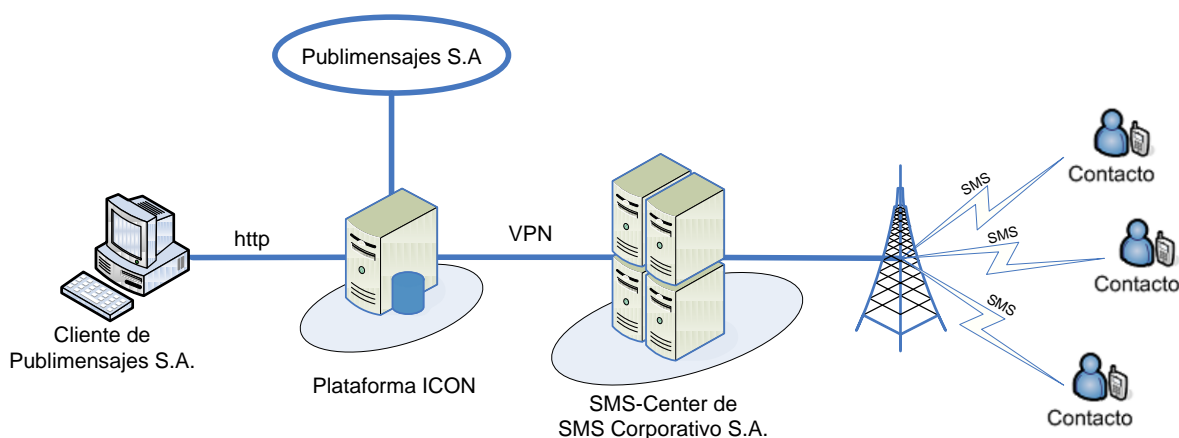 Publimensajes S.A
http
VPN
SMS
SMS
SMS
Contacto
Contacto
Contacto
Cliente de
Publimensajes S.A.
Plataforma ICON
SMS-Center de
SMS Corporativo S.A.